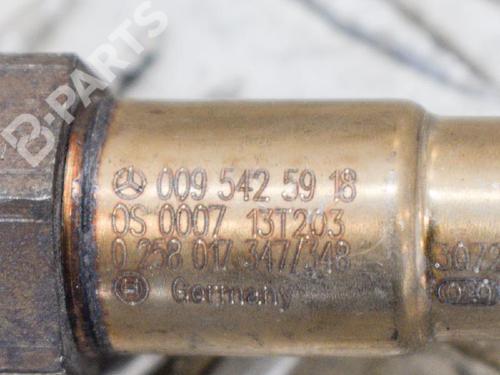 B-PARTS
009 542 59 18
OS 0007 13T203
0 258 017 347/348
Germany